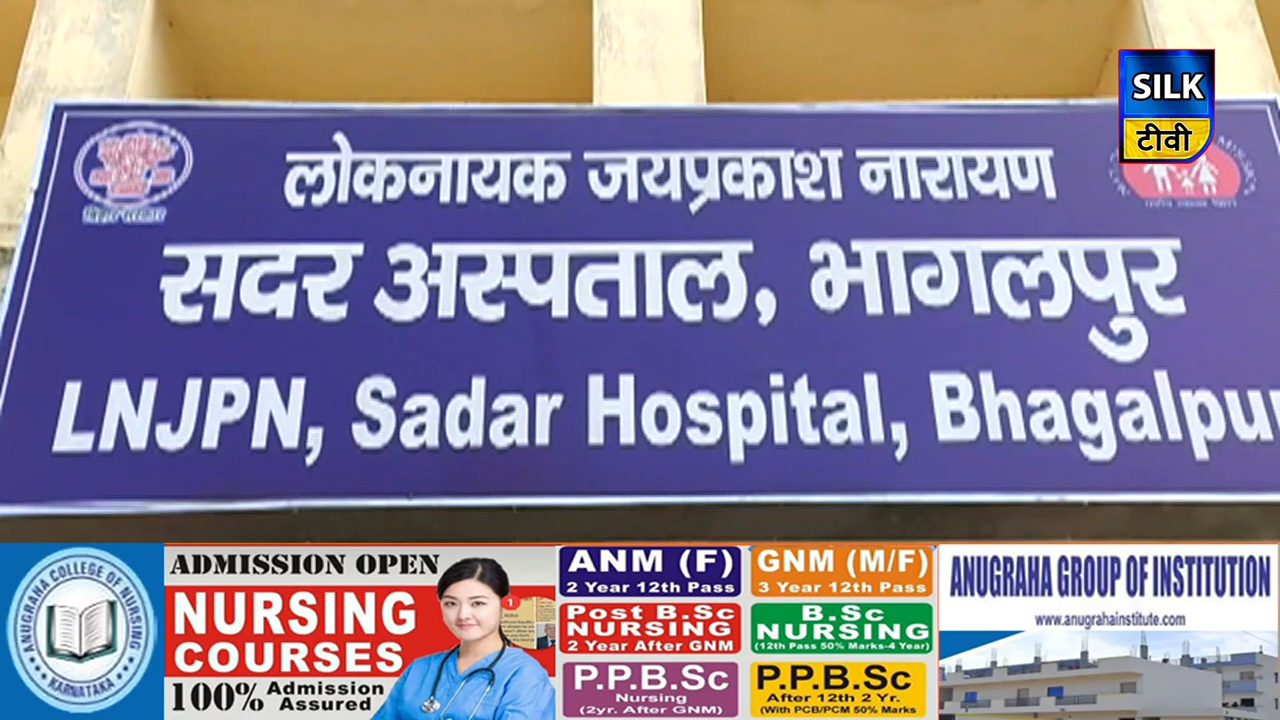 SILK
टीवी
बिहार सरकार
लोकनायक जयप्रकाश नारायण
सदर अस्पताल, भागलपुर
LNJPN, Sadar Hospital, Bhagalpur
ANUGRAHA COLLEGE OF NURSING
KARNATAKA
ADMISSION OPEN
NURSING
COURSES
100% Admission Assured
ANM (F)
2 Year 12th Pass
GNM (M/F)
3 Year 12th Pass
Post B.Sc
NURSING
2 Year After GNM
B.Sc
NURSING
(12th Pass 50% Marks-4 Year)
P.P.B.Sc
Nursing
(2yr. After GNM)
P.P.B.Sc
After 12th 2 Yr.
(With PCB/PCM 50% Marks
ANUGRAHA GROUP OF INSTITUTION
www.anugrahainstitute.com